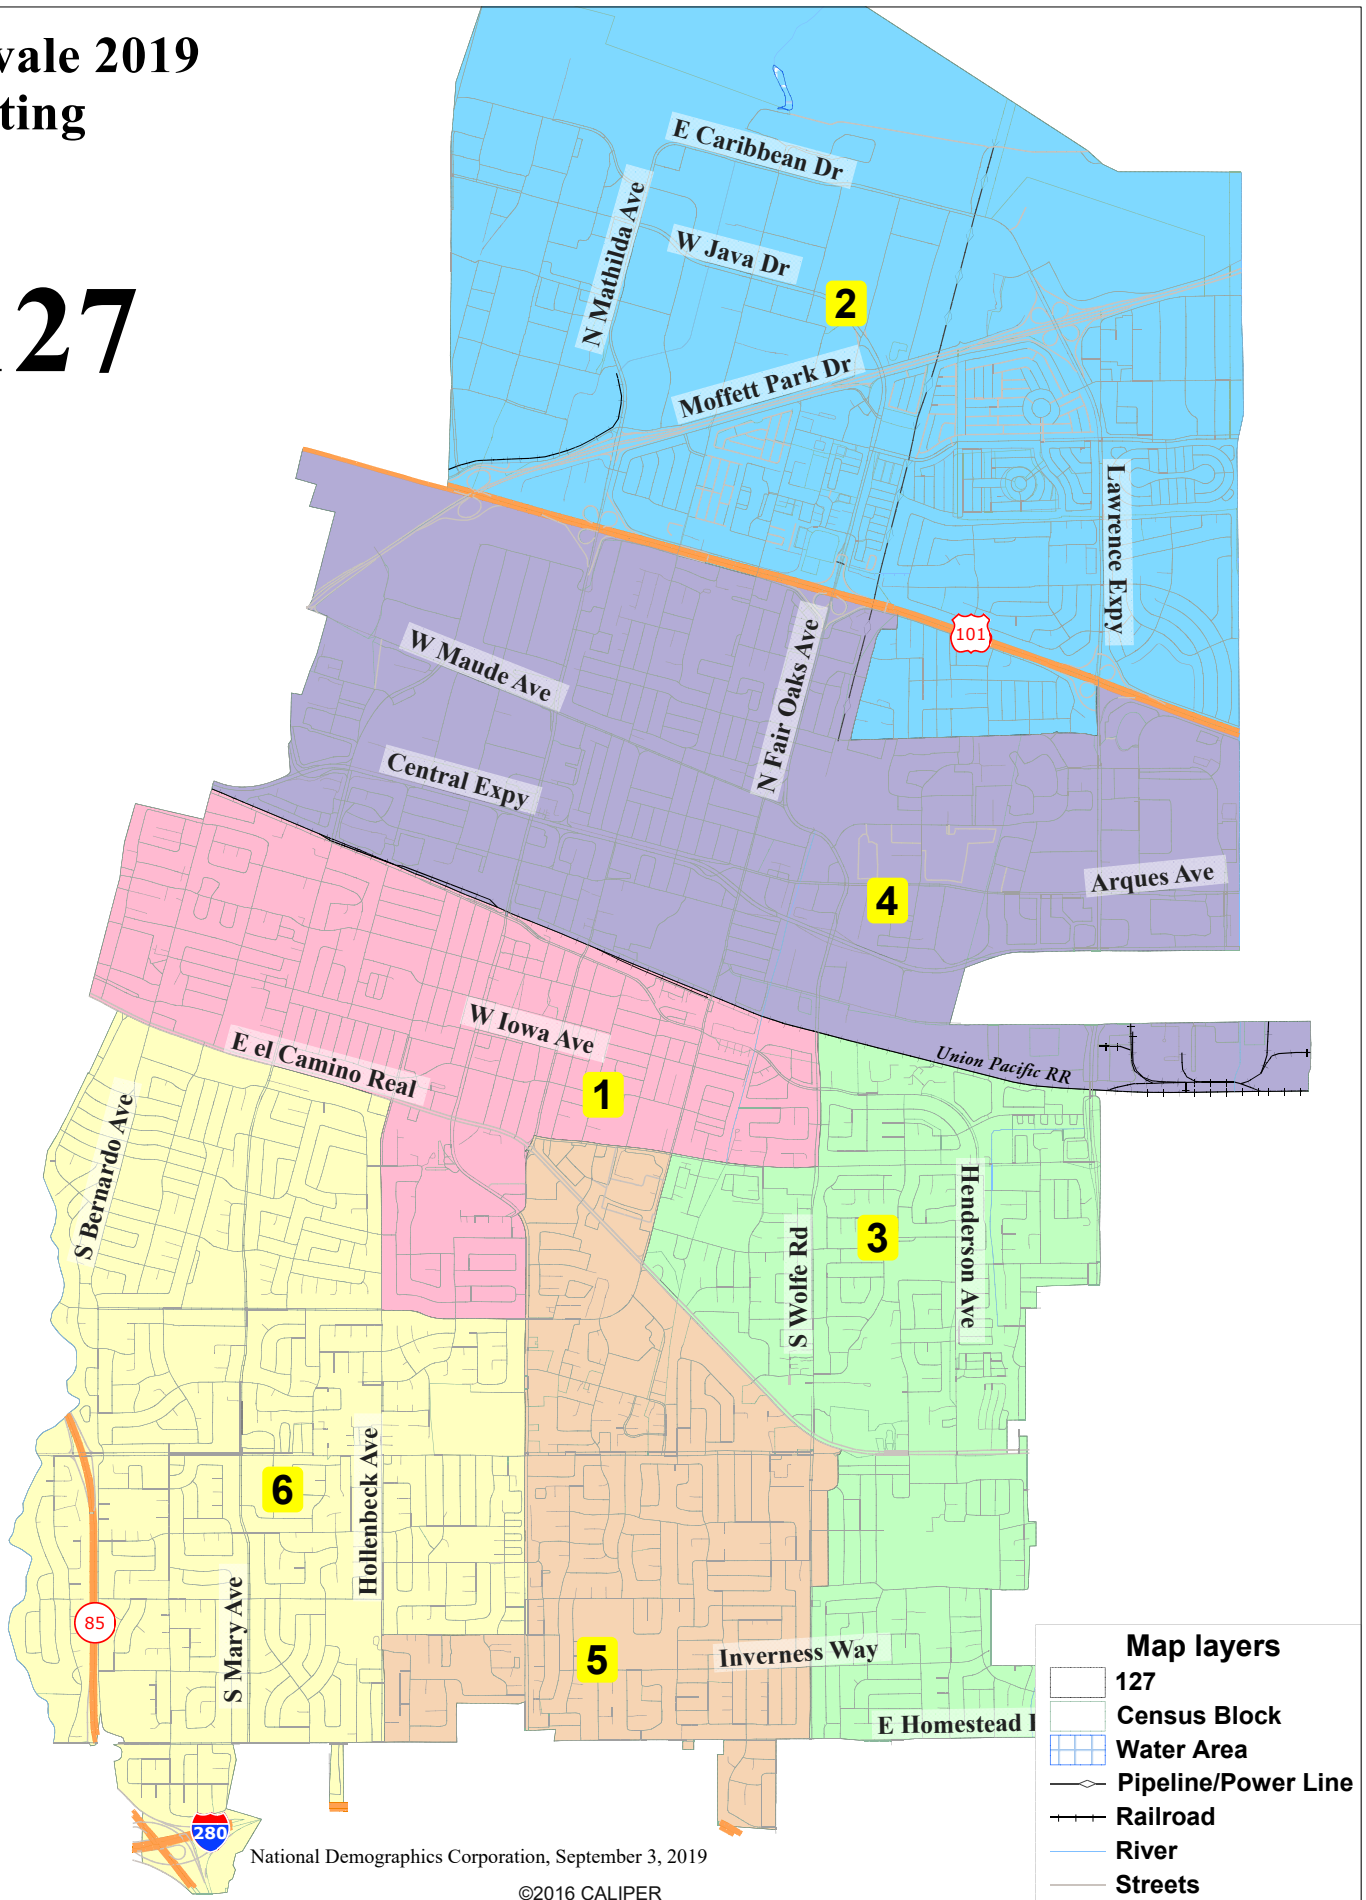 vale 2019
ting
127
E Caribbean Dr
N Mathilda Ave
W Java Dr
2
Moffett Park Dr
Lawrence Expy
101
W Maude Ave
N Fair Oaks Ave
Central Expy
Arques Ave
4
W Iowa Ave
E el Camino Real
Union Pacific RR
1
S Bernardo Ave
Henderson Ave
3
S Wolfe Rd
Hollenbeck Ave
6
S Mary Ave
85
5
Inverness Way
E Homestead
280
Map layers
127
Census Block
Water Area
Pipeline/Power Line
Railroad
River
Streets
National Demographics Corporation, September 3, 2019
©2016 CALIPER